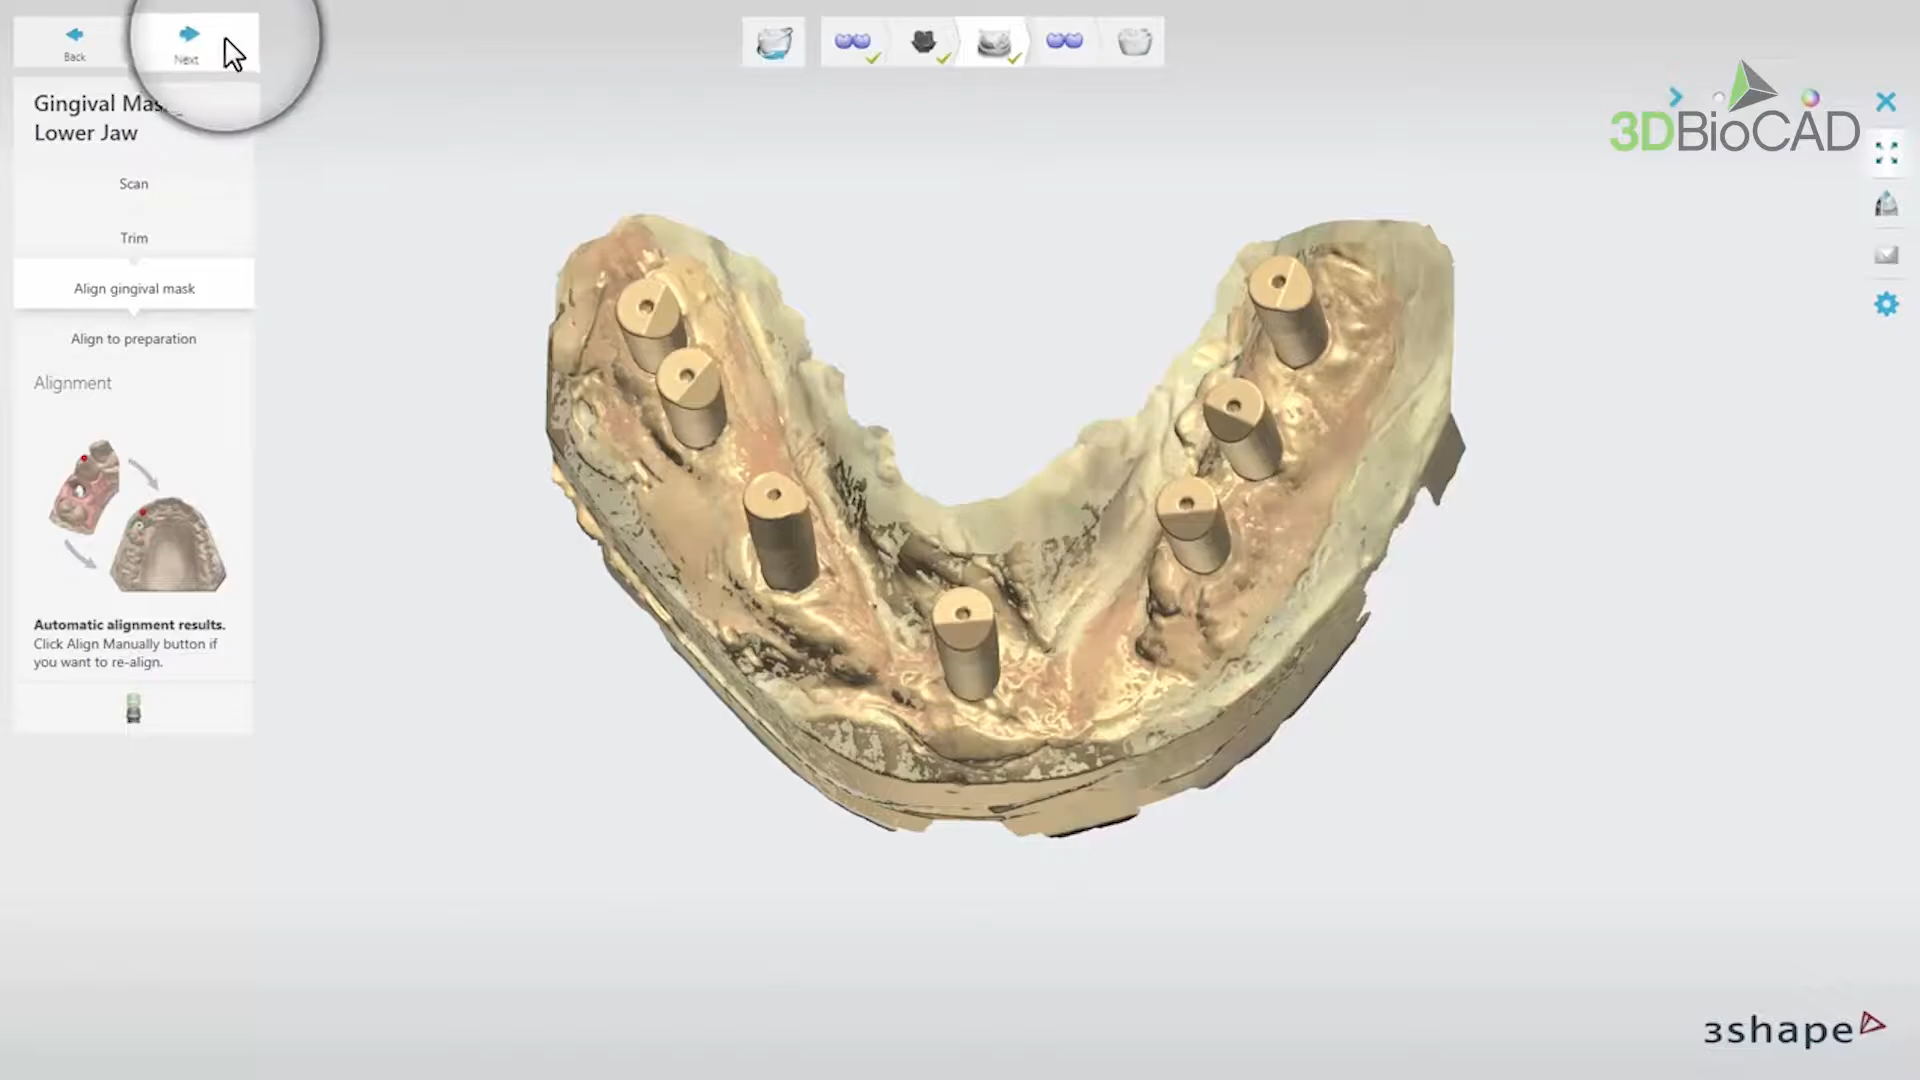 Back
Next
Gingival Mas
Lower Jaw
Scan
Trim
Align gingival mask
Align to preparation
Alignment
Automatic alignment results.
Click Align Manually button if
you want to re-align.
3DBioCAD
3shape